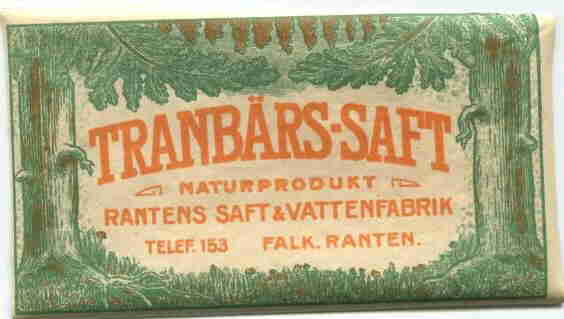 TRANBÄRS-SAFT
NATURPRODUKT
RANTENS SAFT & VATTENFABRIK
TELEF. 153 FALK. RANTEN.